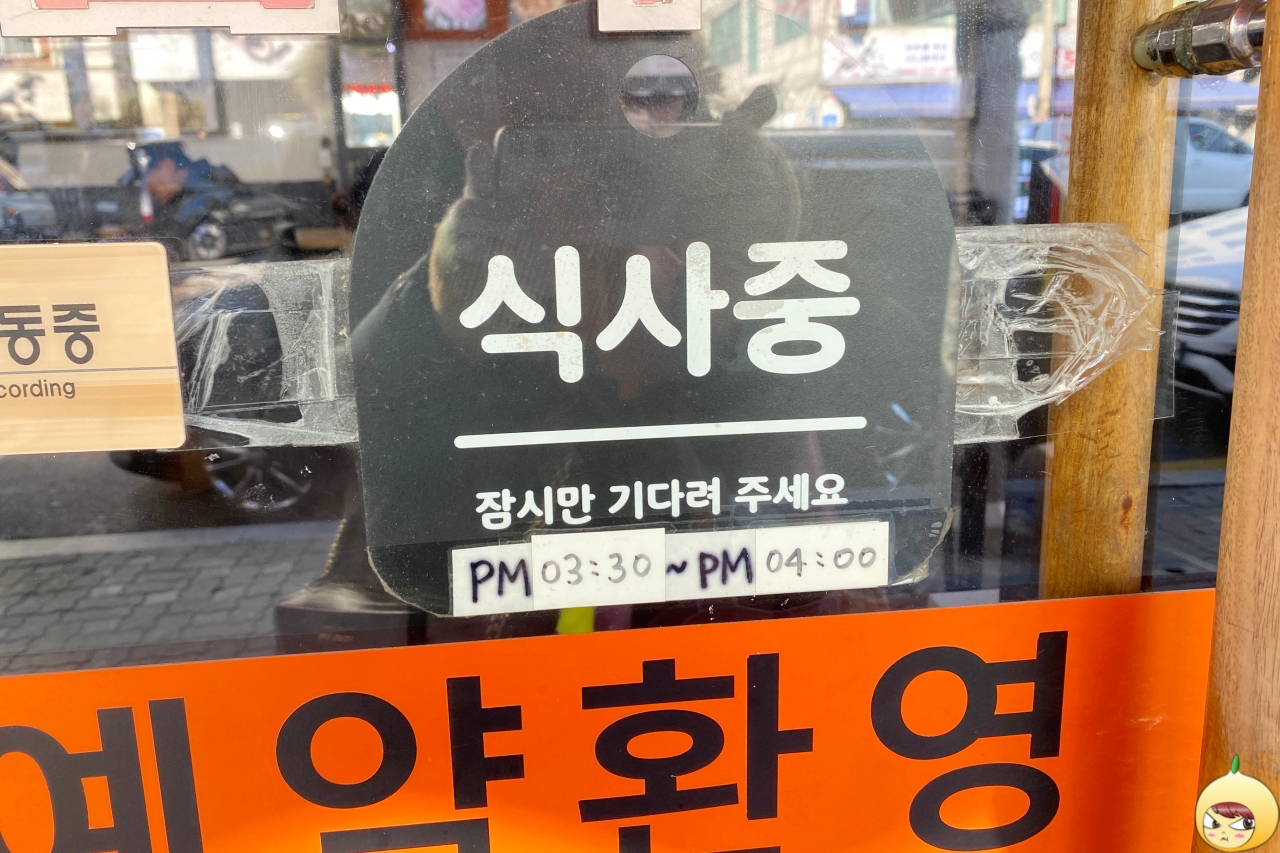 식사중
잠시만 기다려 주세요
PM 03:30 ~ PM 04:00
동중
cording
예약환영